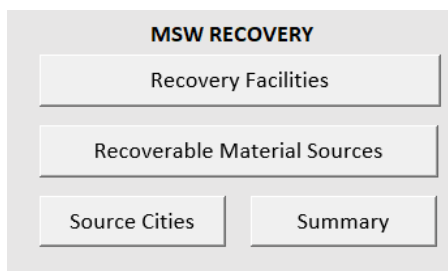 MSW RECOVERY
Recovery Facilities
Recoverable Material Sources
Source Cities
Summary